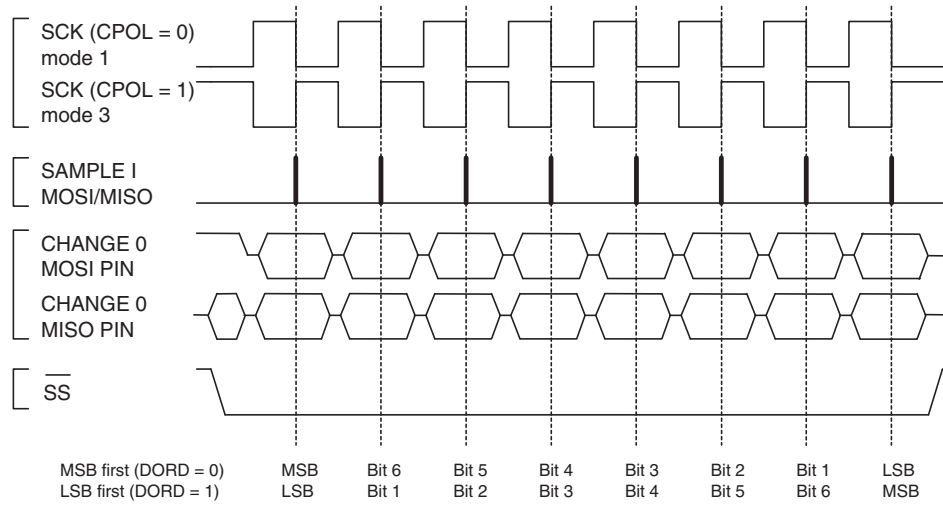 SCK (CPOL = 0)
mode 1
SCK (CPOL = 1)
mode 3
SAMPLE I
MOSI/MISO
CHANGE 0
MOSI PIN
CHANGE 0
MISO PIN
SS
MSB first (DORD = 0) MSB Bit 6 Bit 5 Bit 4 Bit 3 Bit 2 Bit 1 LSB
LSB first (DORD = 1) LSB Bit 1 Bit 2 Bit 3 Bit 4 Bit 5 Bit 6 MSB